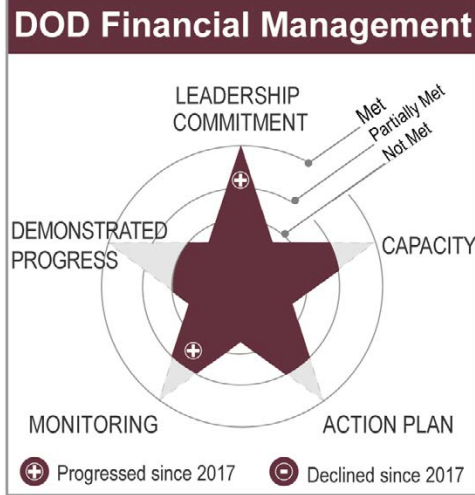 DOD Financial Management
LEADERSHIP
COMMITMENT
Met
Partially Met
Not Met
DEMONSTRATED
PROGRESS
CAPACITY
MONITORING
ACTION PLAN
Progressed since 2017
Declined since 2017